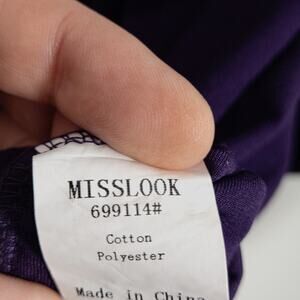 MISSLOOK
699114#
Cotton
Polyester
Made in China